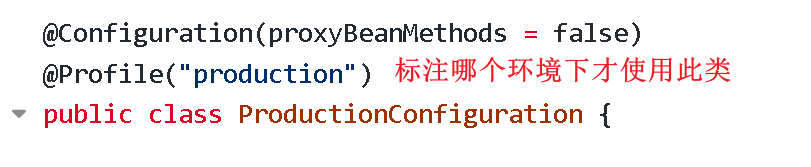 @Configuration(proxyBeanMethods = false)
@Profile("production") 标注哪个环境下才使用此类
public class ProductionConfiguration {